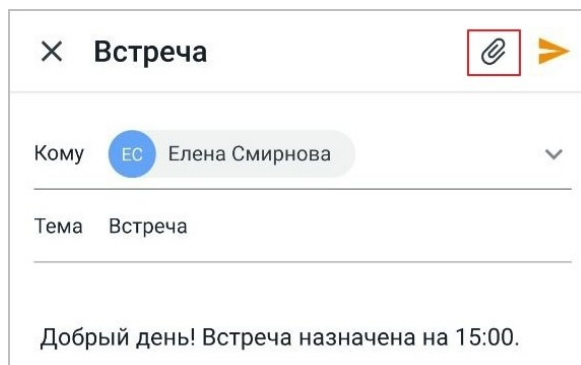 Встреча
Кому ЕС Елена Смирнова
Тема Встреча
Добрый день! Встреча назначена на 15:00.